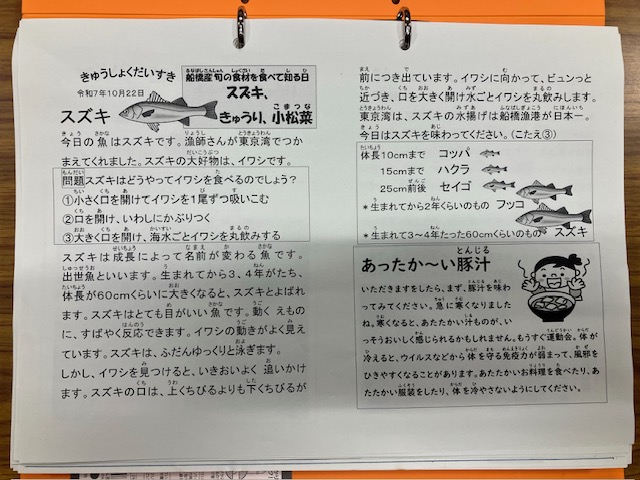 きゅうしょくだいすき
令和7年10月22日
船橋産旬の食材を食べて知る日
スズキ、
きゅうり、小松菜
スズキ
今日の魚はスズキです。漁師さんが東京湾でつか
まえてくれました。スズキの大好物は、イワシです。
問題スズキはどうやってイワシを食べるのでしょう?
①小さく口を開けてイワシを1尾ずつ吸いこむ
②口を開け、いわしにかぶりつく
③大きく口を開け、海水ごとイワシを丸飲みする
スズキは成長によって名前が変わる魚です。
出世魚といいます。生まれてから3、4年がたち、
体長が60cmくらいに大きくなると、スズキとよばれ
ます。スズキはとても目がいい魚です。動くえもの
に、すばやく反応できます。イワシの動きがよく見え
ています。スズキは、ふだんゆっくりと泳ぎます。
しかし、イワシを見つけると、いきおいよく追いかけ
ます。スズキの口は、上くちびるよりも下くちびるが
前につき出ています。イワシに向かって、ビュンっと
近づき、口を大きく開け水ごとイワシを丸飲みします。
東京湾は、スズキの水揚げは船橋漁港が日本一。
今日はスズキを味わってください。(こたえ③)
体長10cmまで コッパ
15cmまで ハクラ
25cm前後 セイゴ
*生まれてから2年くらいのもの フッコ
*生まれて3~4年たった60cmくらいのもの スズキ
あったか~い豚汁
いただきますをしたら、まず、豚汁を味わ
ってみてください。急に寒くなりました
ね。寒くなると、あたたかい汁ものが、い
っそうおいしく感じられるかもしれません。もうすぐ運動会。体が
冷えると、ウイルスなどから体を守る免疫力が弱まって、風邪を
ひきやすくなることがあります。あたたかいお料理を食べたり、あ
たたかい服装をしたり、体を冷やさないようにしてください。